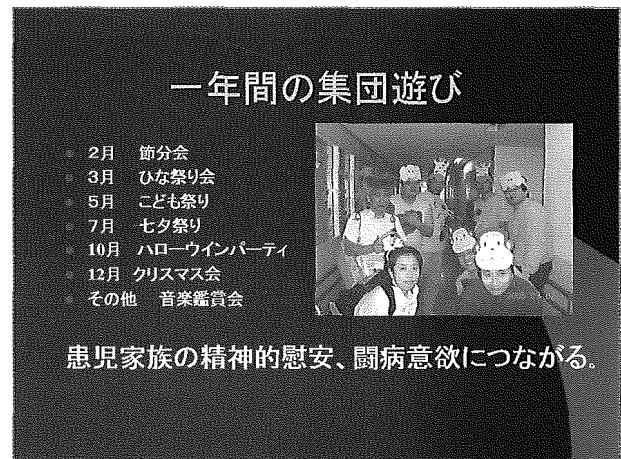 一年間の集団遊び
2月 節分会
3月 ひな祭り会
5月 こども祭り
7月 七夕祭り
10月 ハローウインパーティ
12月 クリスマス会
その他 音楽鑑賞会
患児家族の精神的慰安、闘病意欲につながる。